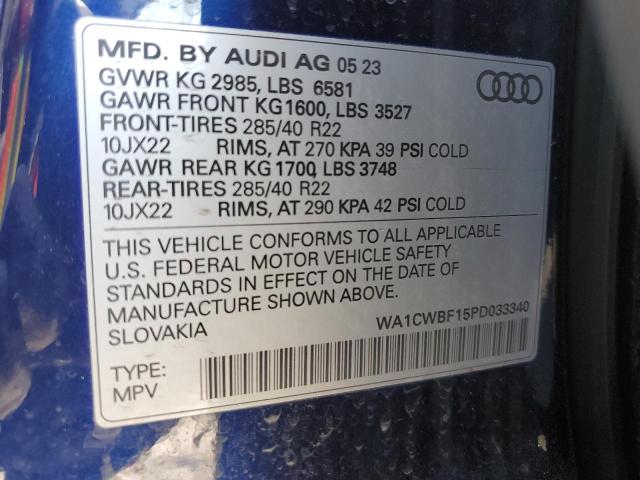 MFD. BY AUDI AG 05 23
GVWR KG 2985, LBS 6581
GAWR FRONT KG1600, LBS 3527
FRONT-TIRES 285/40 R22
10JX22 RIMS, AT 270 KPA 39 PSI COLD
GAWR REAR KG 1700, LBS 3748
REAR-TIRES 285/40 R22
10JX22 RIMS, AT 290 KPA 42 PSI COLD
THIS VEHICLE CONFORMS TO ALL APPLICABLE
U.S. FEDERAL MOTOR VEHICLE SAFETY
STANDARDS IN EFFECT ON THE DATE OF
MANUFACTURE SHOWN ABOVE.
SLOVAKIA
WA1CWBF15PD033340
TYPE:
MPV